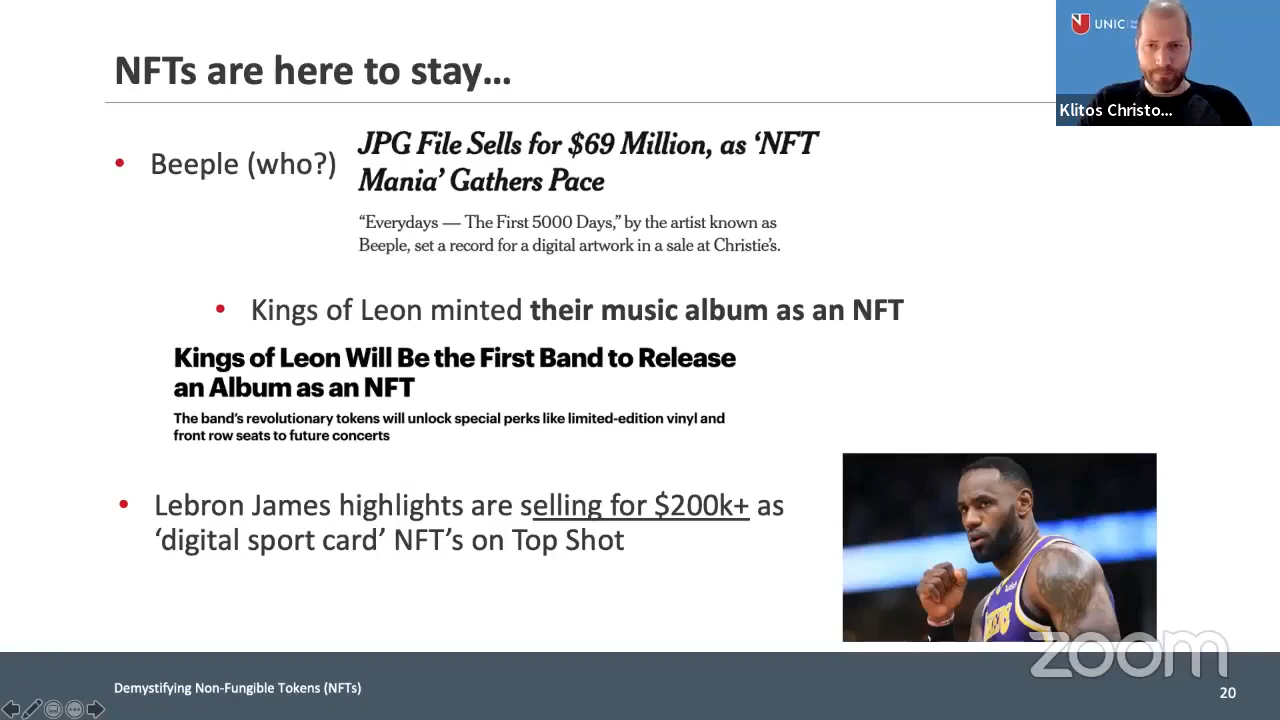 NFTs are here to stay…
UNIC
Klitos Christo...
• Beeple (who?)
JPG File Sells for $69 Million, as ‘NFT
Mania’ Gathers Pace
“Everydays — The First 5000 Days,” by the artist known as
Beeple, set a record for a digital artwork in a sale at Christie’s.
• Kings of Leon minted their music album as an NFT
Kings of Leon Will Be the First Band to Release
an Album as an NFT
The band’s revolutionary tokens will unlock special perks like limited-edition vinyl and
front row seats to future concerts
• Lebron James highlights are selling for $200k+ as
‘digital sport card’ NFT’s on Top Shot
zoom
Demystifying Non-Fungible Tokens (NFTs)
20